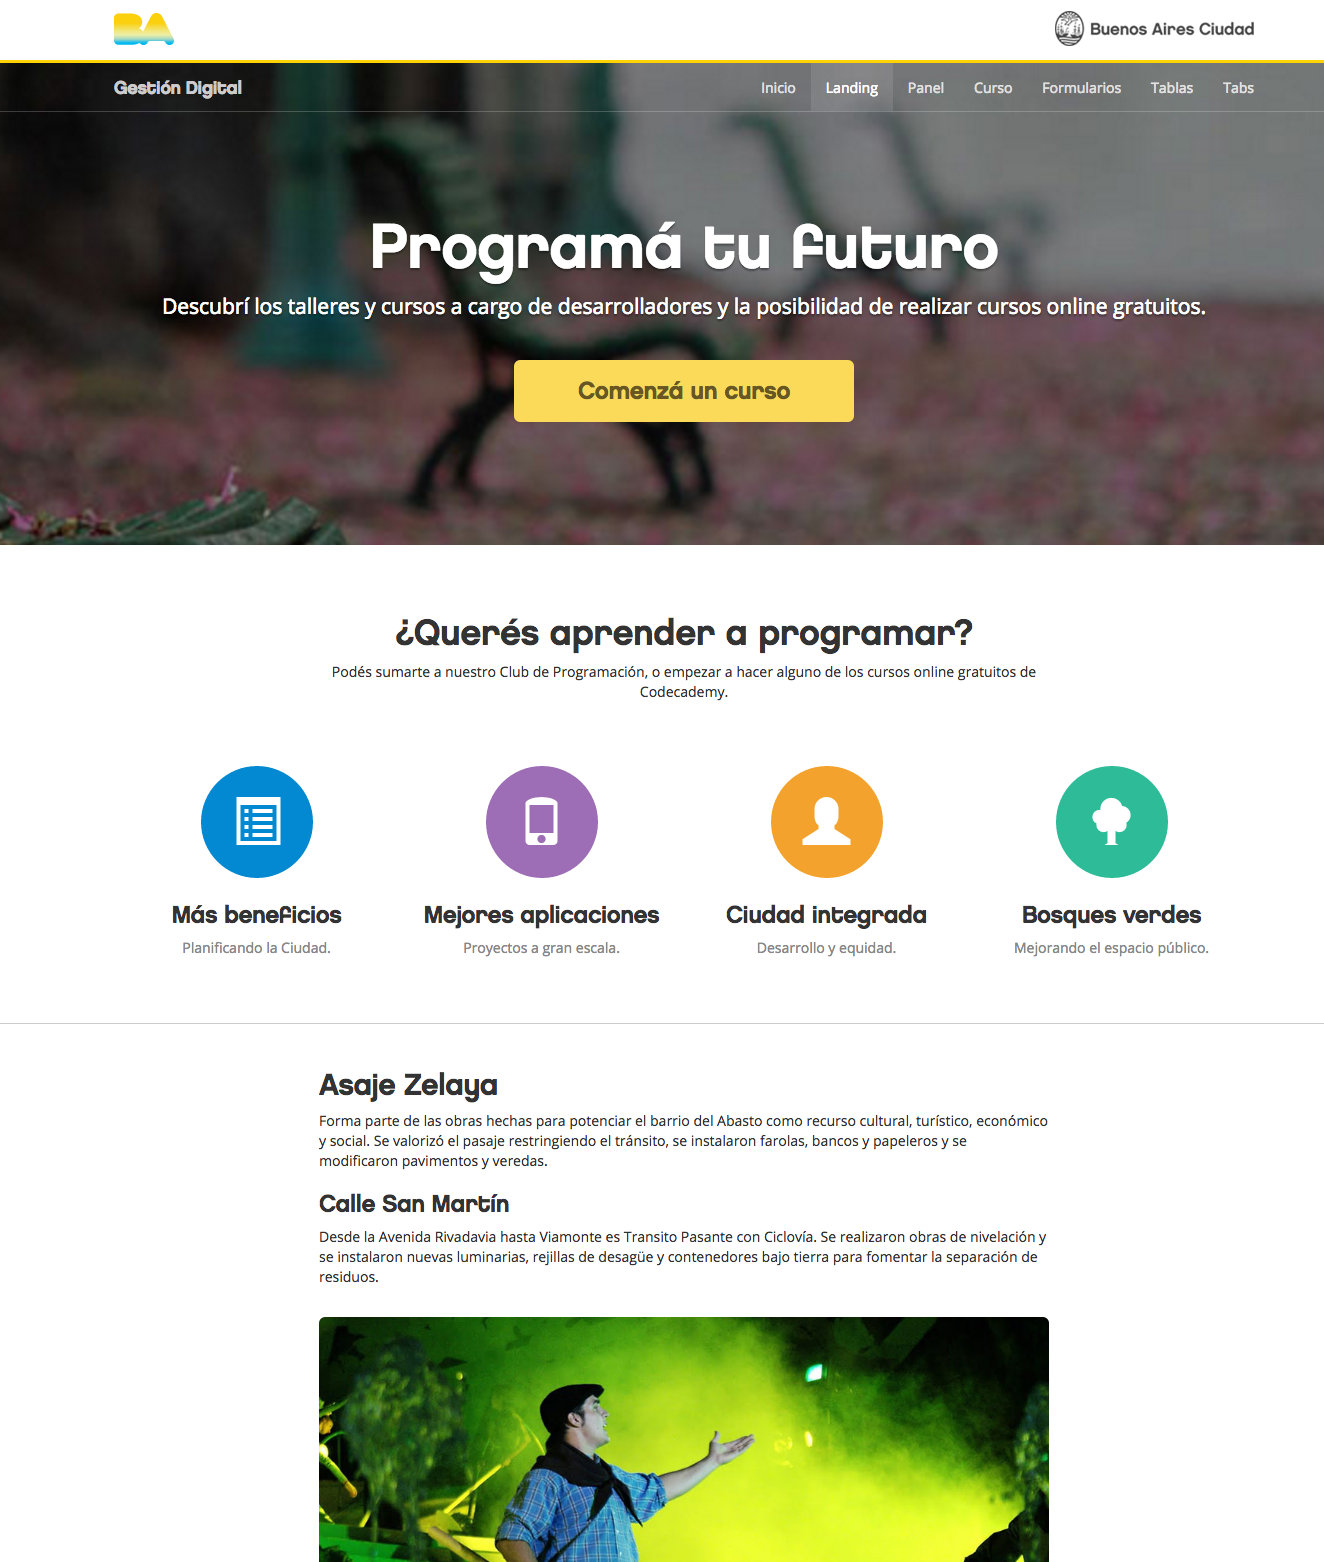 BA
Buenos Aires Ciudad
Gestión Digital
Inicio Landing Panel Curso Formularios Tablas Tabs
Programá tu futuro
Descubrí los talleres y cursos a cargo de desarrolladores y la posibilidad de realizar cursos online gratuitos.
Comenzá un curso
¿Querés aprender a programar?
Podés sumarte a nuestro Club de Programación, o empezar a hacer alguno de los cursos online gratuitos de
Codecademy.
Más beneficios
Planificando la Ciudad.
Mejores aplicaciones
Proyectos a gran escala.
Ciudad integrada
Desarrollo y equidad.
Bosques verdes
Mejorando el espacio público.
Asaje Zelaya
Forma parte de las obras hechas para potenciar el barrio del Abasto como recurso cultural, turístico, económico
y social. Se valorizó el pasaje restringiendo el tránsito, se instalaron farolas, bancos y papeleros y se
modificaron pavimentos y veredas.
Calle San Martín
Desde la Avenida Rivadavia hasta Viamonte es Transito Pasante con Ciclovía. Se realizaron obras de nivelación y
se instalaron nuevas luminarias, rejillas de desagüe y contenedores bajo tierra para fomentar la separación de
residuos.